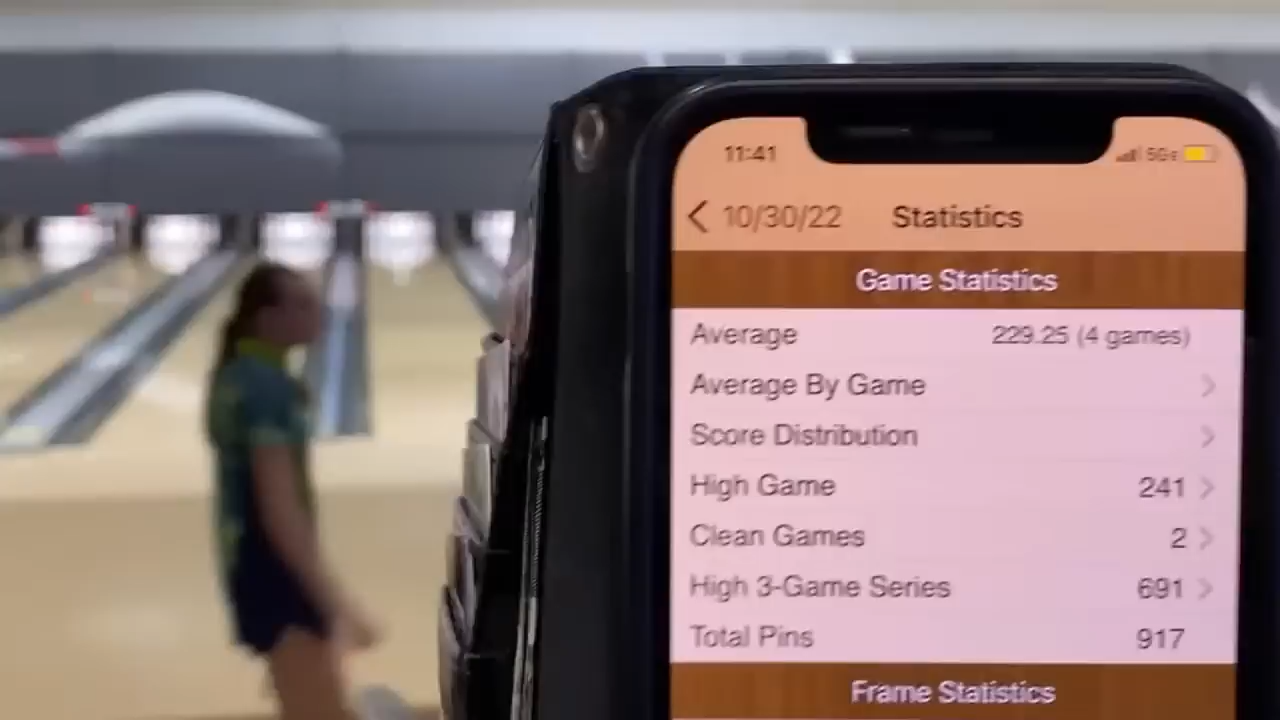 11:41
10/30/22 Statistics
Game Statistics
Average 229.25 (4 games)
Average By Game
Score Distribution
High Game 241
Clean Games 2
High 3-Game Series 691
Total Pins 917
Frame Statistics